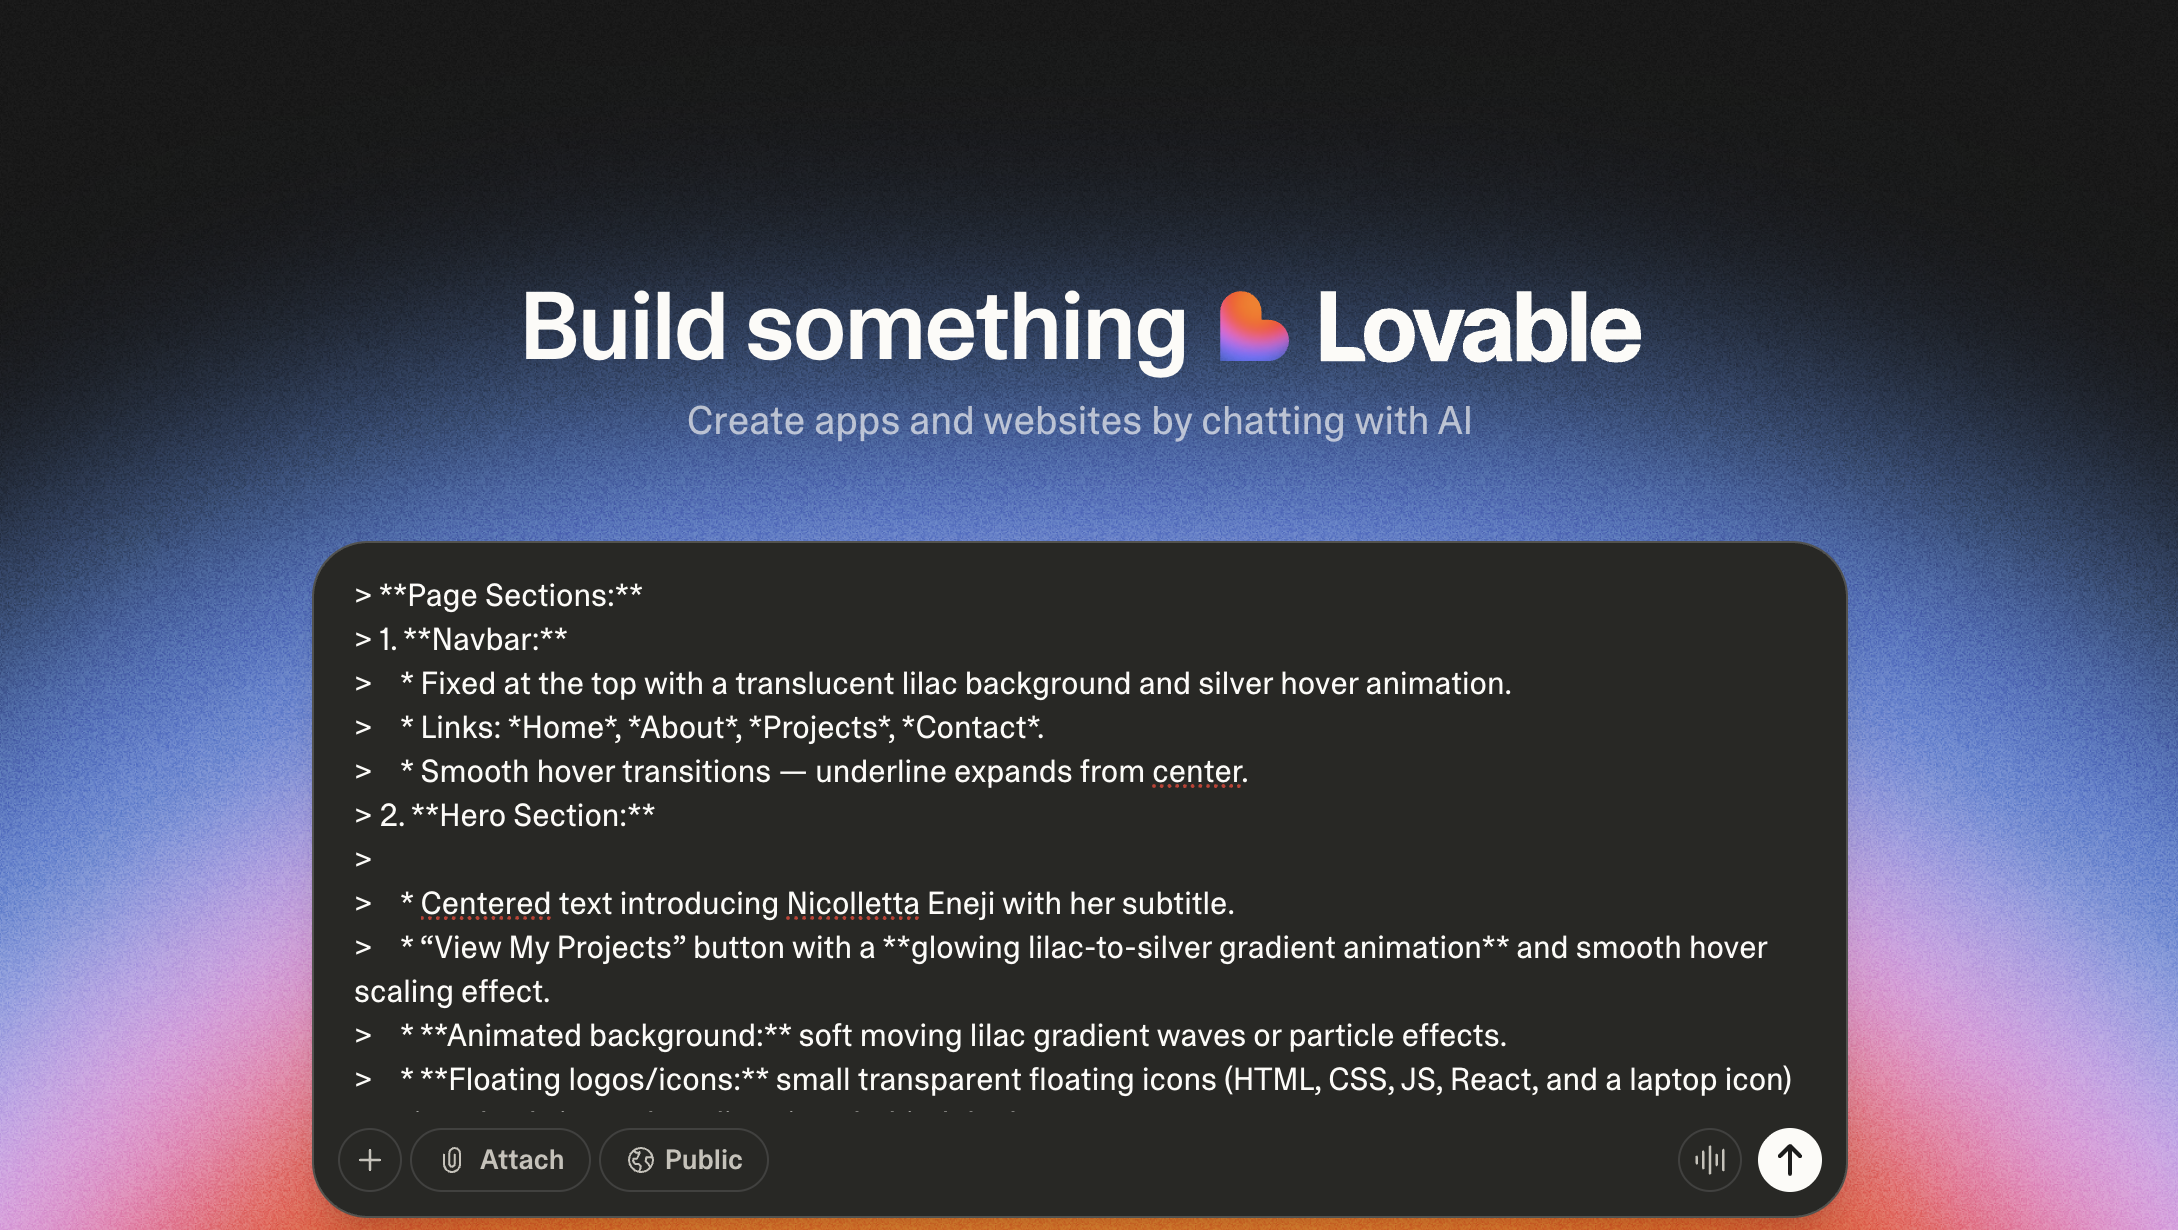 Build something Lovable
Create apps and websites by chatting with AI
> **Page Sections:**
> 1. **Navbar:**
>    * Fixed at the top with a translucent lilac background and silver hover animation.
>    * Links: *Home*, *About*, *Projects*, *Contact*.
>    * Smooth hover transitions — underline expands from center.
> 2. **Hero Section:**
>
>    * Centered text introducing Nicolletta Eneji with her subtitle.
>    * “View My Projects” button with a **glowing lilac-to-silver gradient animation** and smooth hover
scaling effect.
>    * **Animated background:** soft moving lilac gradient waves or particle effects.
>    * **Floating logos/icons:** small transparent floating icons (HTML, CSS, JS, React, and a laptop icon)
Attach Public